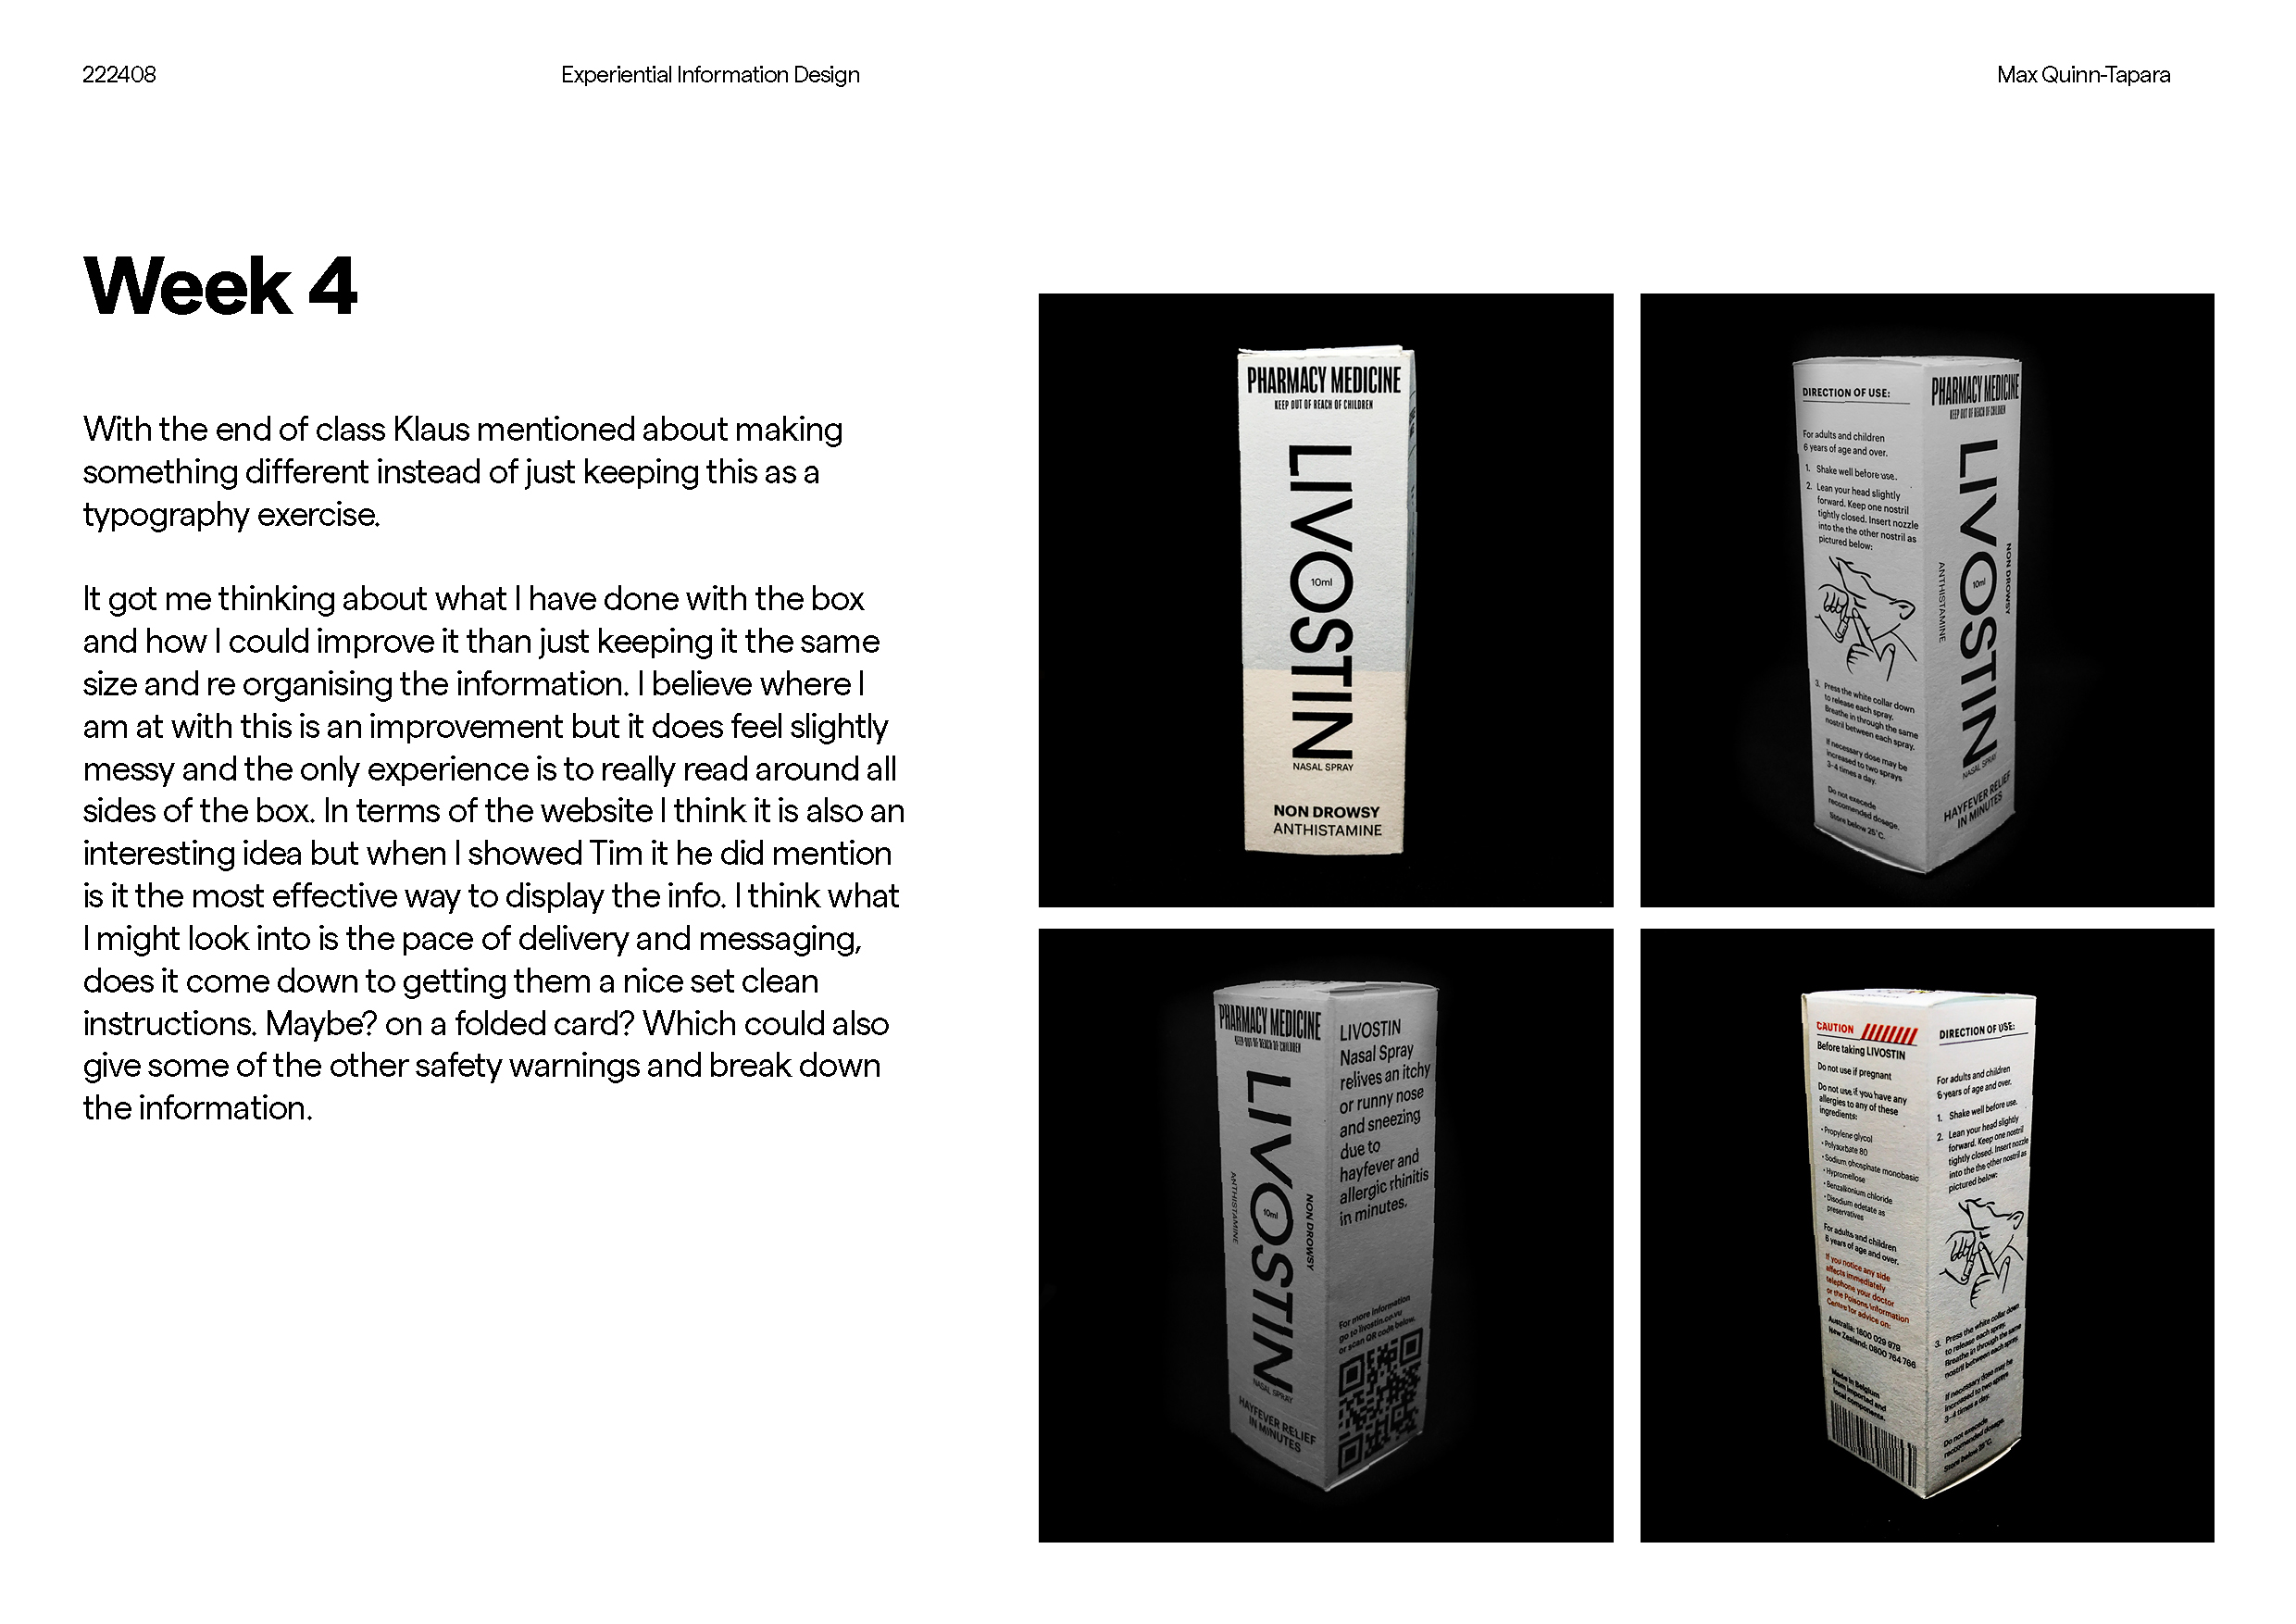 222408
Experiential Information Design
Max Quinn-Tapara
Week 4
With the end of class Klaus mentioned about making
something different instead of just keeping this as a
typography exercise.
It got me thinking about what I have done with the box
and how I could improve it than just keeping it the same
size and re organising the information. I believe where I
am at with this is an improvement but it does feel slightly
messy and the only experience is to really read around all
sides of the box. In terms of the website I think it is also an
interesting idea but when I showed Tim it he did mention
is it the most effective way to display the info. I think what
I might look into is the pace of delivery and messaging,
does it come down to getting them a nice set clean
instructions. Maybe? on a folded card? Which could also
give some of the other safety warnings and break down
the information.
PHARMACY MEDICINE
KEEP OUT OF REACH OF CHILDREN
LIVOSTIN
10ml
NASAL SPRAY
NON DROWSY
ANTHISTAMINE
DIRECTION OF USE:
For adults and children
6 years of age and over.
1. Shake well before use.
2. Lean your head slightly
forward. Keep one nostril
tightly closed. Insert nozzle
into the the other nostril as
pictured below:
3. Press the white collar down
to release each spray.
Breathe in through the same
nostril between each spray.
If necessary dose may be
increased to two sprays
3-4 times a day.
Do not execede
reccomended dosage.
Store below 25°C.
PHARMACY MEDICINE
KEEP OUT OF REACH OF CHILDREN
ANTHISTAMINE
LIVOSTIN
10ml
NON DROWSY
NASAL SPRAY
HAYFEVER RELIEF
IN MINUTES
PHARMACY MEDICINE
KEEP OUT OF REACH OF CHILDREN
ANTHISTAMINE
LIVOSTIN
10ml
NON DROWSY
NASAL SPRAY
HAYFEVER RELIEF
IN MINUTES
LIVOSTIN
Nasal Spray
relives an itchy
or runny nose
and sneezing
due to
hayfever and
allergic rhinitis
in minutes.
For more information
go to livostin.on.vu
or scan QR code below.
CAUTION
Before taking LIVOSTIN
Do not use if pregnant
Do not use if you have any
allergies to any of these
ingredients:
• Propylene glycol
• Polysorbate 80
• Sodium phosphate monobasic
• Hypromellose
• Benzalkonium chloride
• Disodium edetate as
preservatives
For adults and children
6 years of age and over.
If you notice any side
affects immediately
telephone your doctor
or the Poisons Information
Centre for advice on:
Australia: 1800 029 979
New Zealand: 0800 764 766
Made in Belgium
from imported and
local components.
DIRECTION OF USE:
For adults and children
6 years of age and over.
1. Shake well before use.
2. Lean your head slightly
forward. Keep one nostril
tightly closed. Insert nozzle
into the the other nostril as
pictured below:
3. Press the white collar down
to release each spray.
Breathe in through the same
nostril between each spray.
If necessary dose may be
increased to two sprays
3-4 times a day.
Do not execede
reccomended dosage.
Store below 25°C.